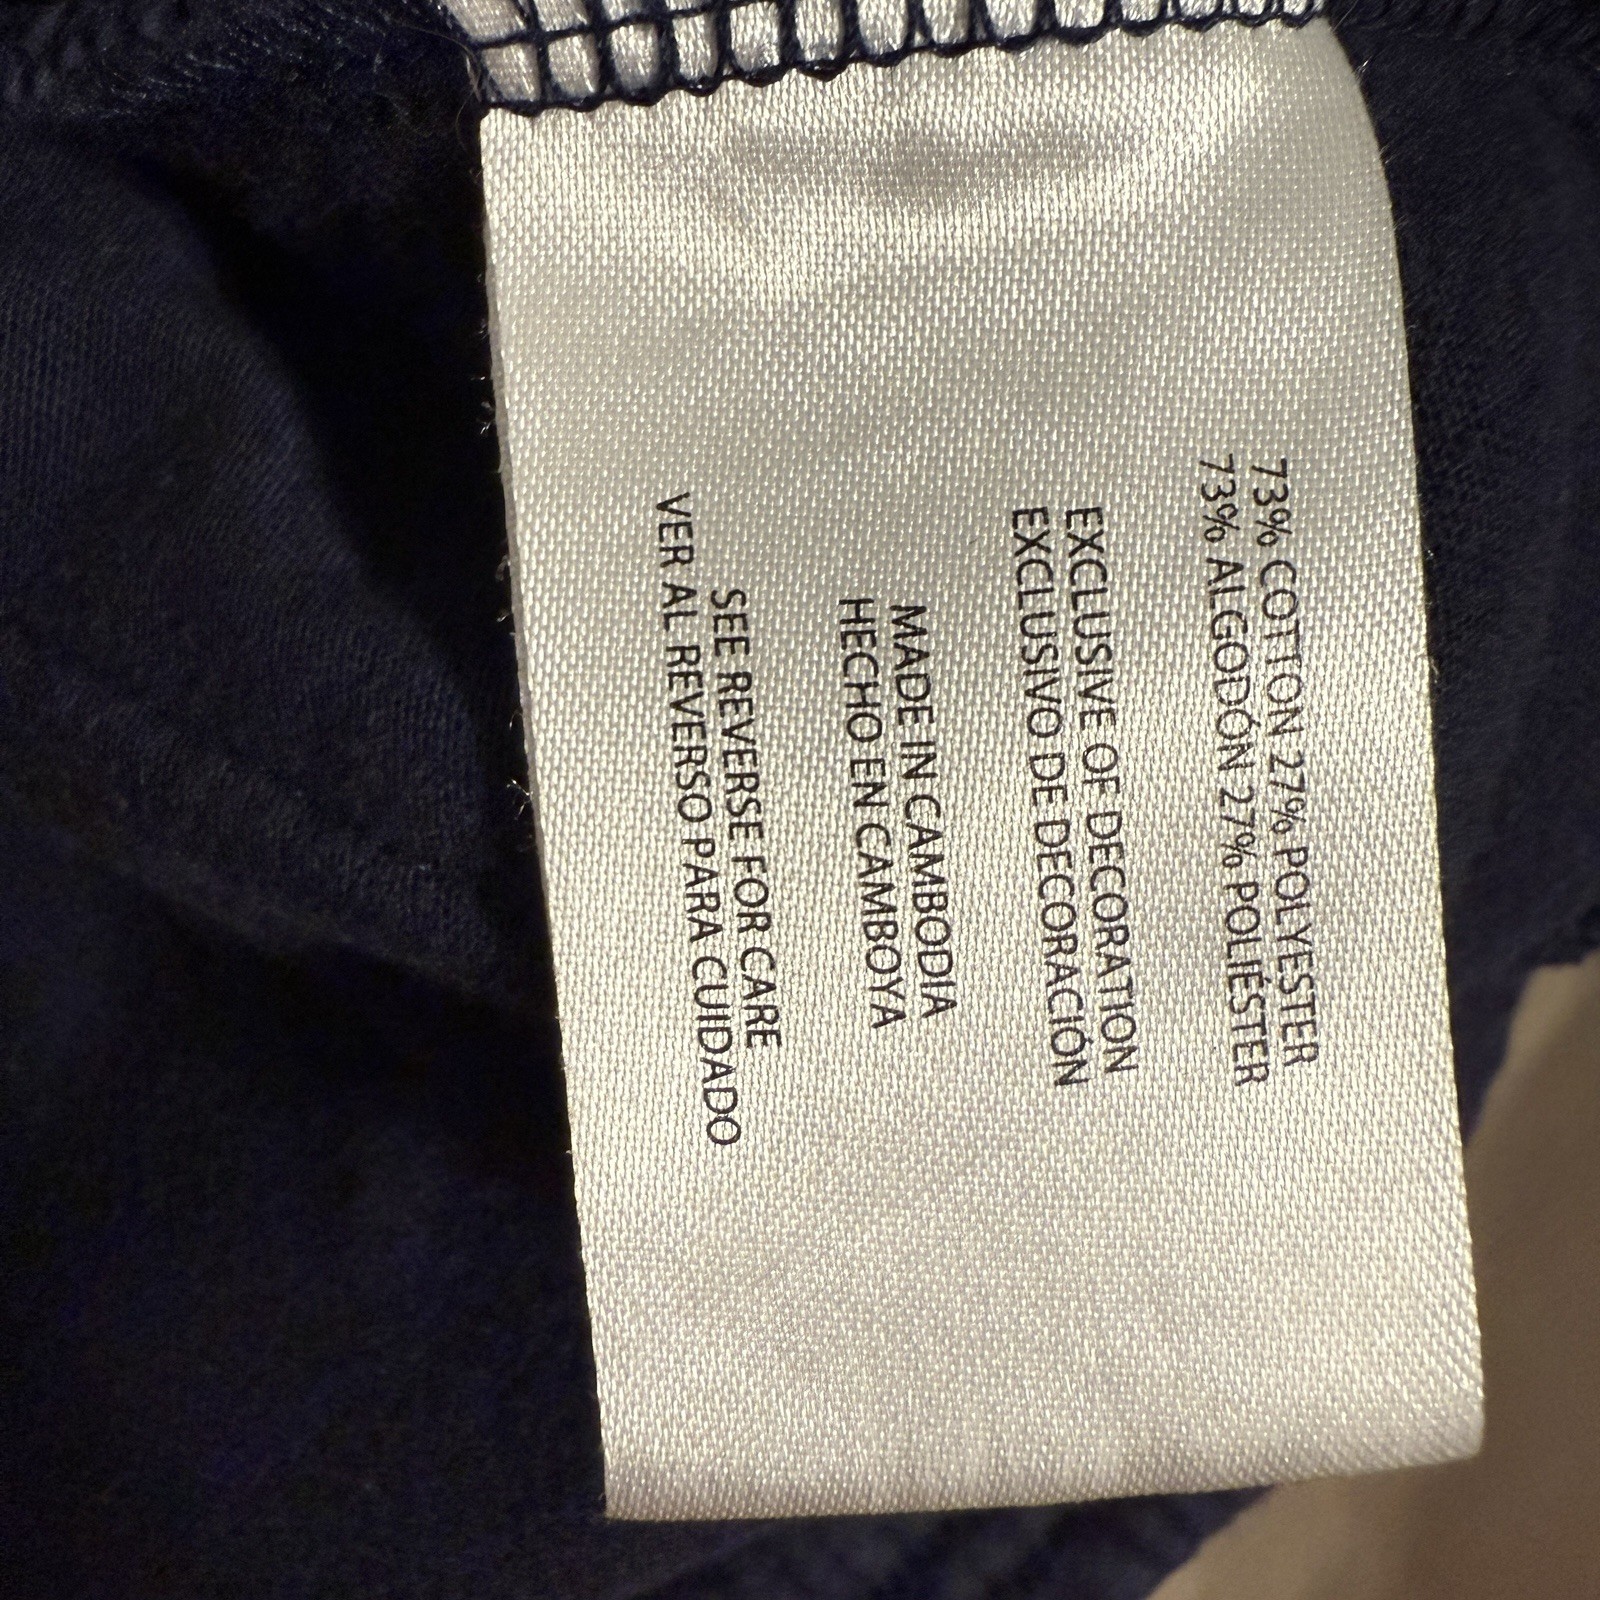 73% COTTON 27% POLYESTER
73% ALGODÓN 27% POLIÉSTER
EXCLUSIVE OF DECORATION
EXCLUSIVO DE DECORACIÓN
MADE IN CAMBODIA
HECHO EN CAMBOYA
SEE REVERSE FOR CARE
VER AL REVERSO PARA CUIDADO